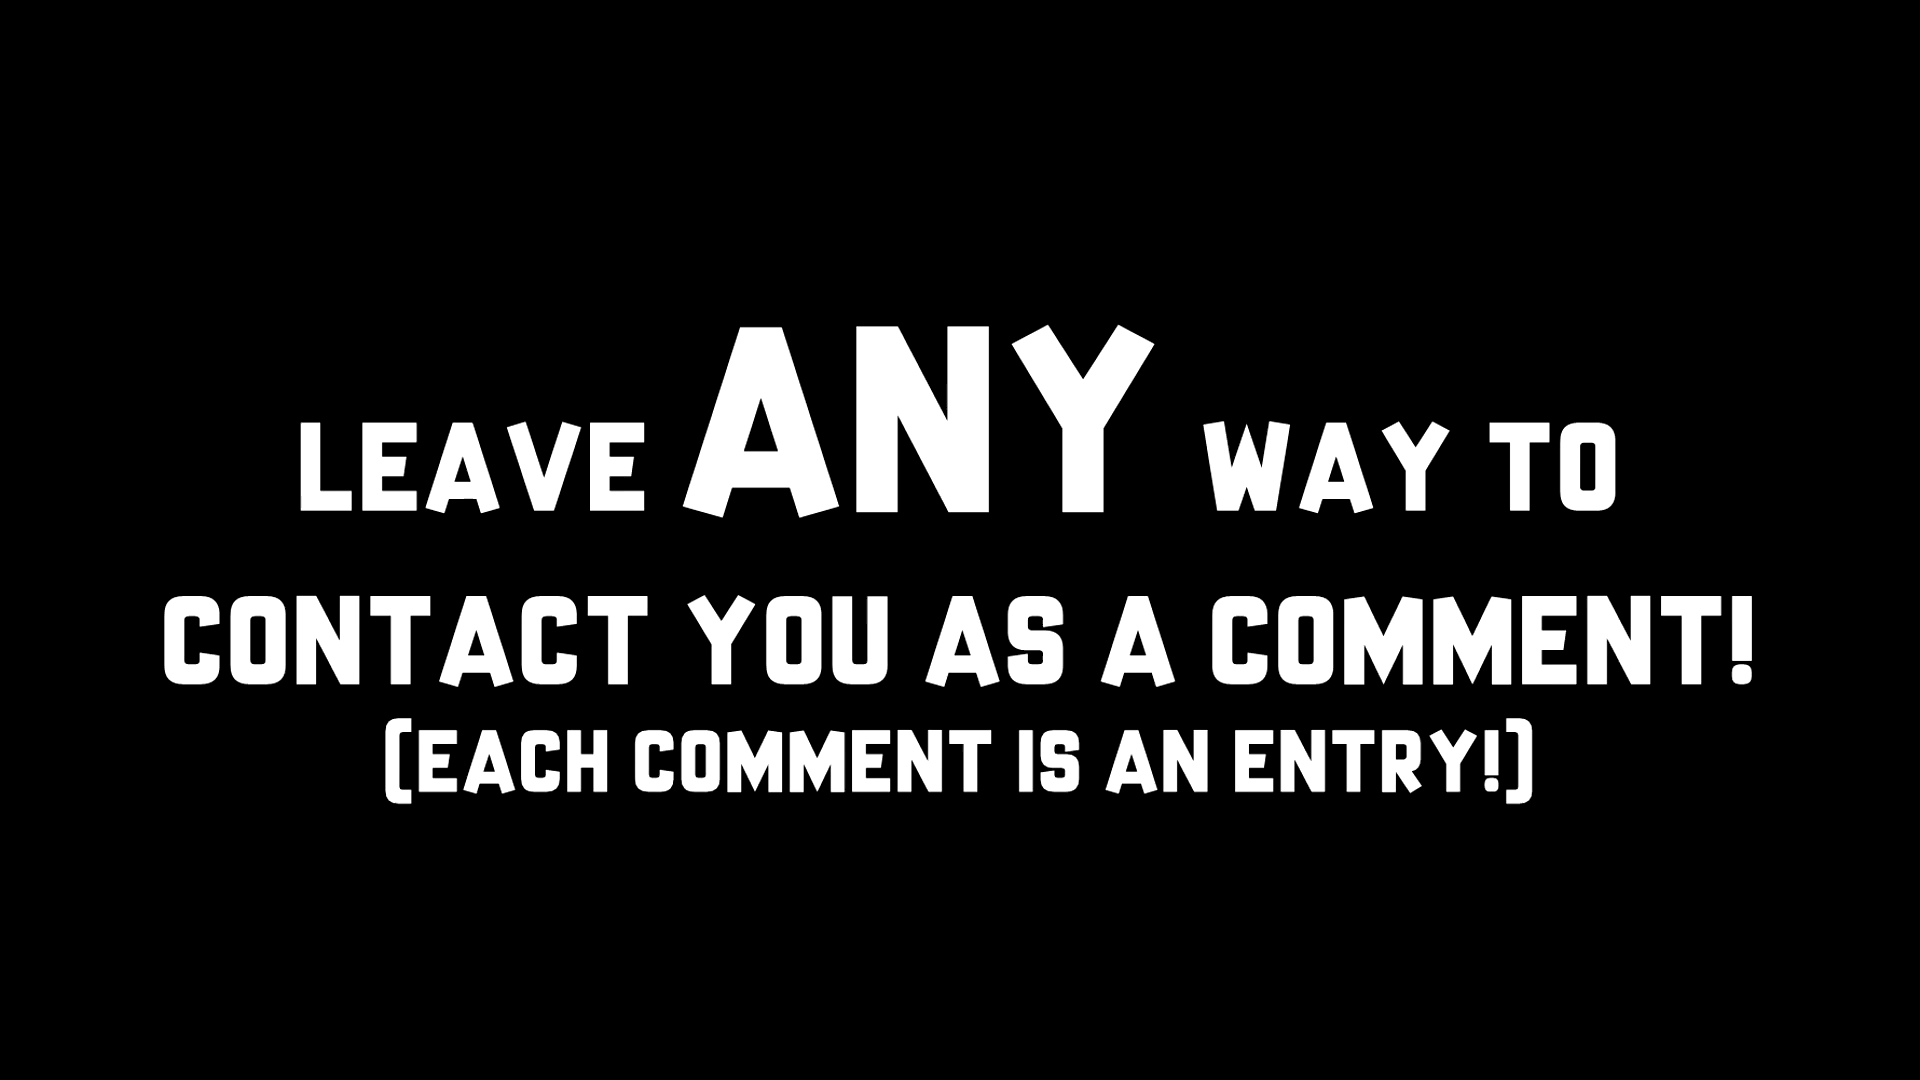 LEAVE ANY WAY TO
CONTACT YOU AS A COMMENT!
(EACH COMMENT IS AN ENTRY!)